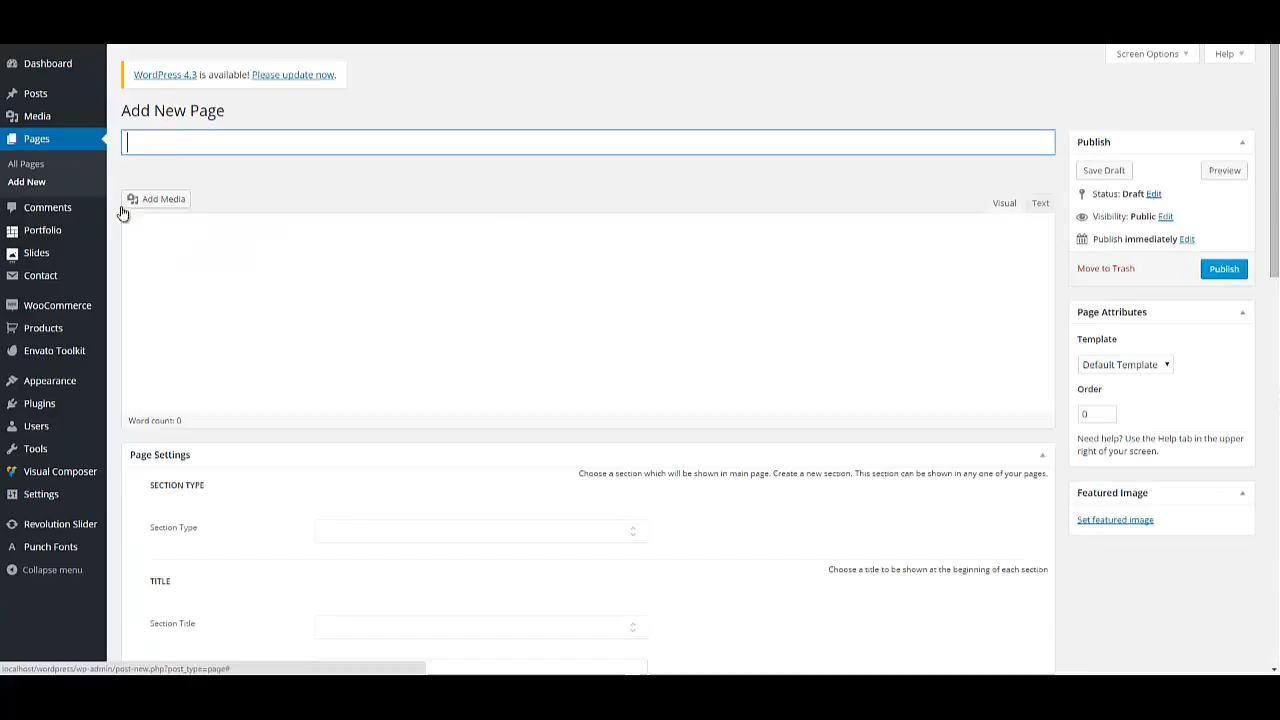 Dashboard
Posts
Media
Pages
All Pages
Add New
Comments
Portfolio
Slides
Contact
WooCommerce
Products
Envato Toolkit
Appearance
Plugins
Users
Tools
Visual Composer
Settings
Revolution Slider
Punch Fonts
Collapse menu
Screen Options
Help
WordPress 4.3 is available! Please update now.
Add New Page
Add Media
Visual
Text
Word count: 0
Page Settings
Choose a section which will be shown in main page. Create a new section. This section can be shown in any one of your pages.
SECTION TYPE
Section Type
Choose a title to be shown at the beginning of each section
TITLE
Section Title
Publish
Save Draft
Preview
Status: Draft Edit
Visibility: Public Edit
Publish immediately Edit
Move to Trash
Publish
Page Attributes
Template
Default Template
Order
0
Need help? Use the Help tab in the upper
right of your screen.
Featured Image
Set featured image
localhost/wordpress/wp-admin/post-new.php?post_type=page#